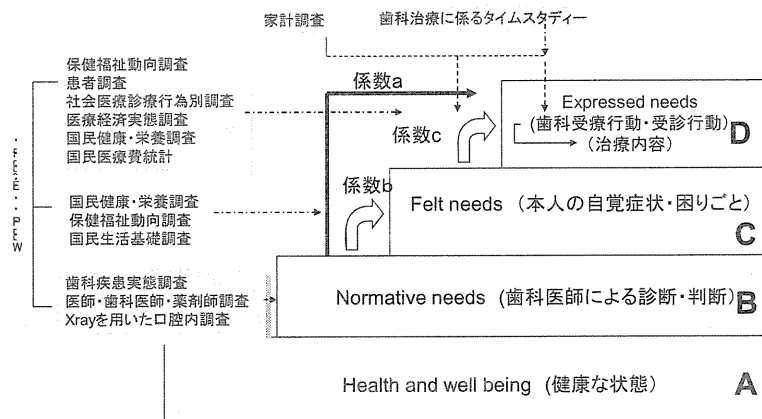 家計調査
歯科治療に係るタイムスタディー
保健福祉動向調査
患者調査
社会医療診療行為別調査
医療経済実態調査
国民健康・栄養調査
国民医療費統計
国民健康・栄養調査
保健福祉動向調査
国民生活基礎調査
歯科疾患実態調査
医師・歯科医師・薬剤師調査
Xrayを用いた口腔内調査
係数a
係数c
係数b
Expressed needs
(歯科受療行動・受診行動)
(治療内容)
D
Felt needs (本人の自覚症状・困りごと)
C
Normative needs (歯科医師による診断・判断)
B
Health and well being (健康な状態)
A